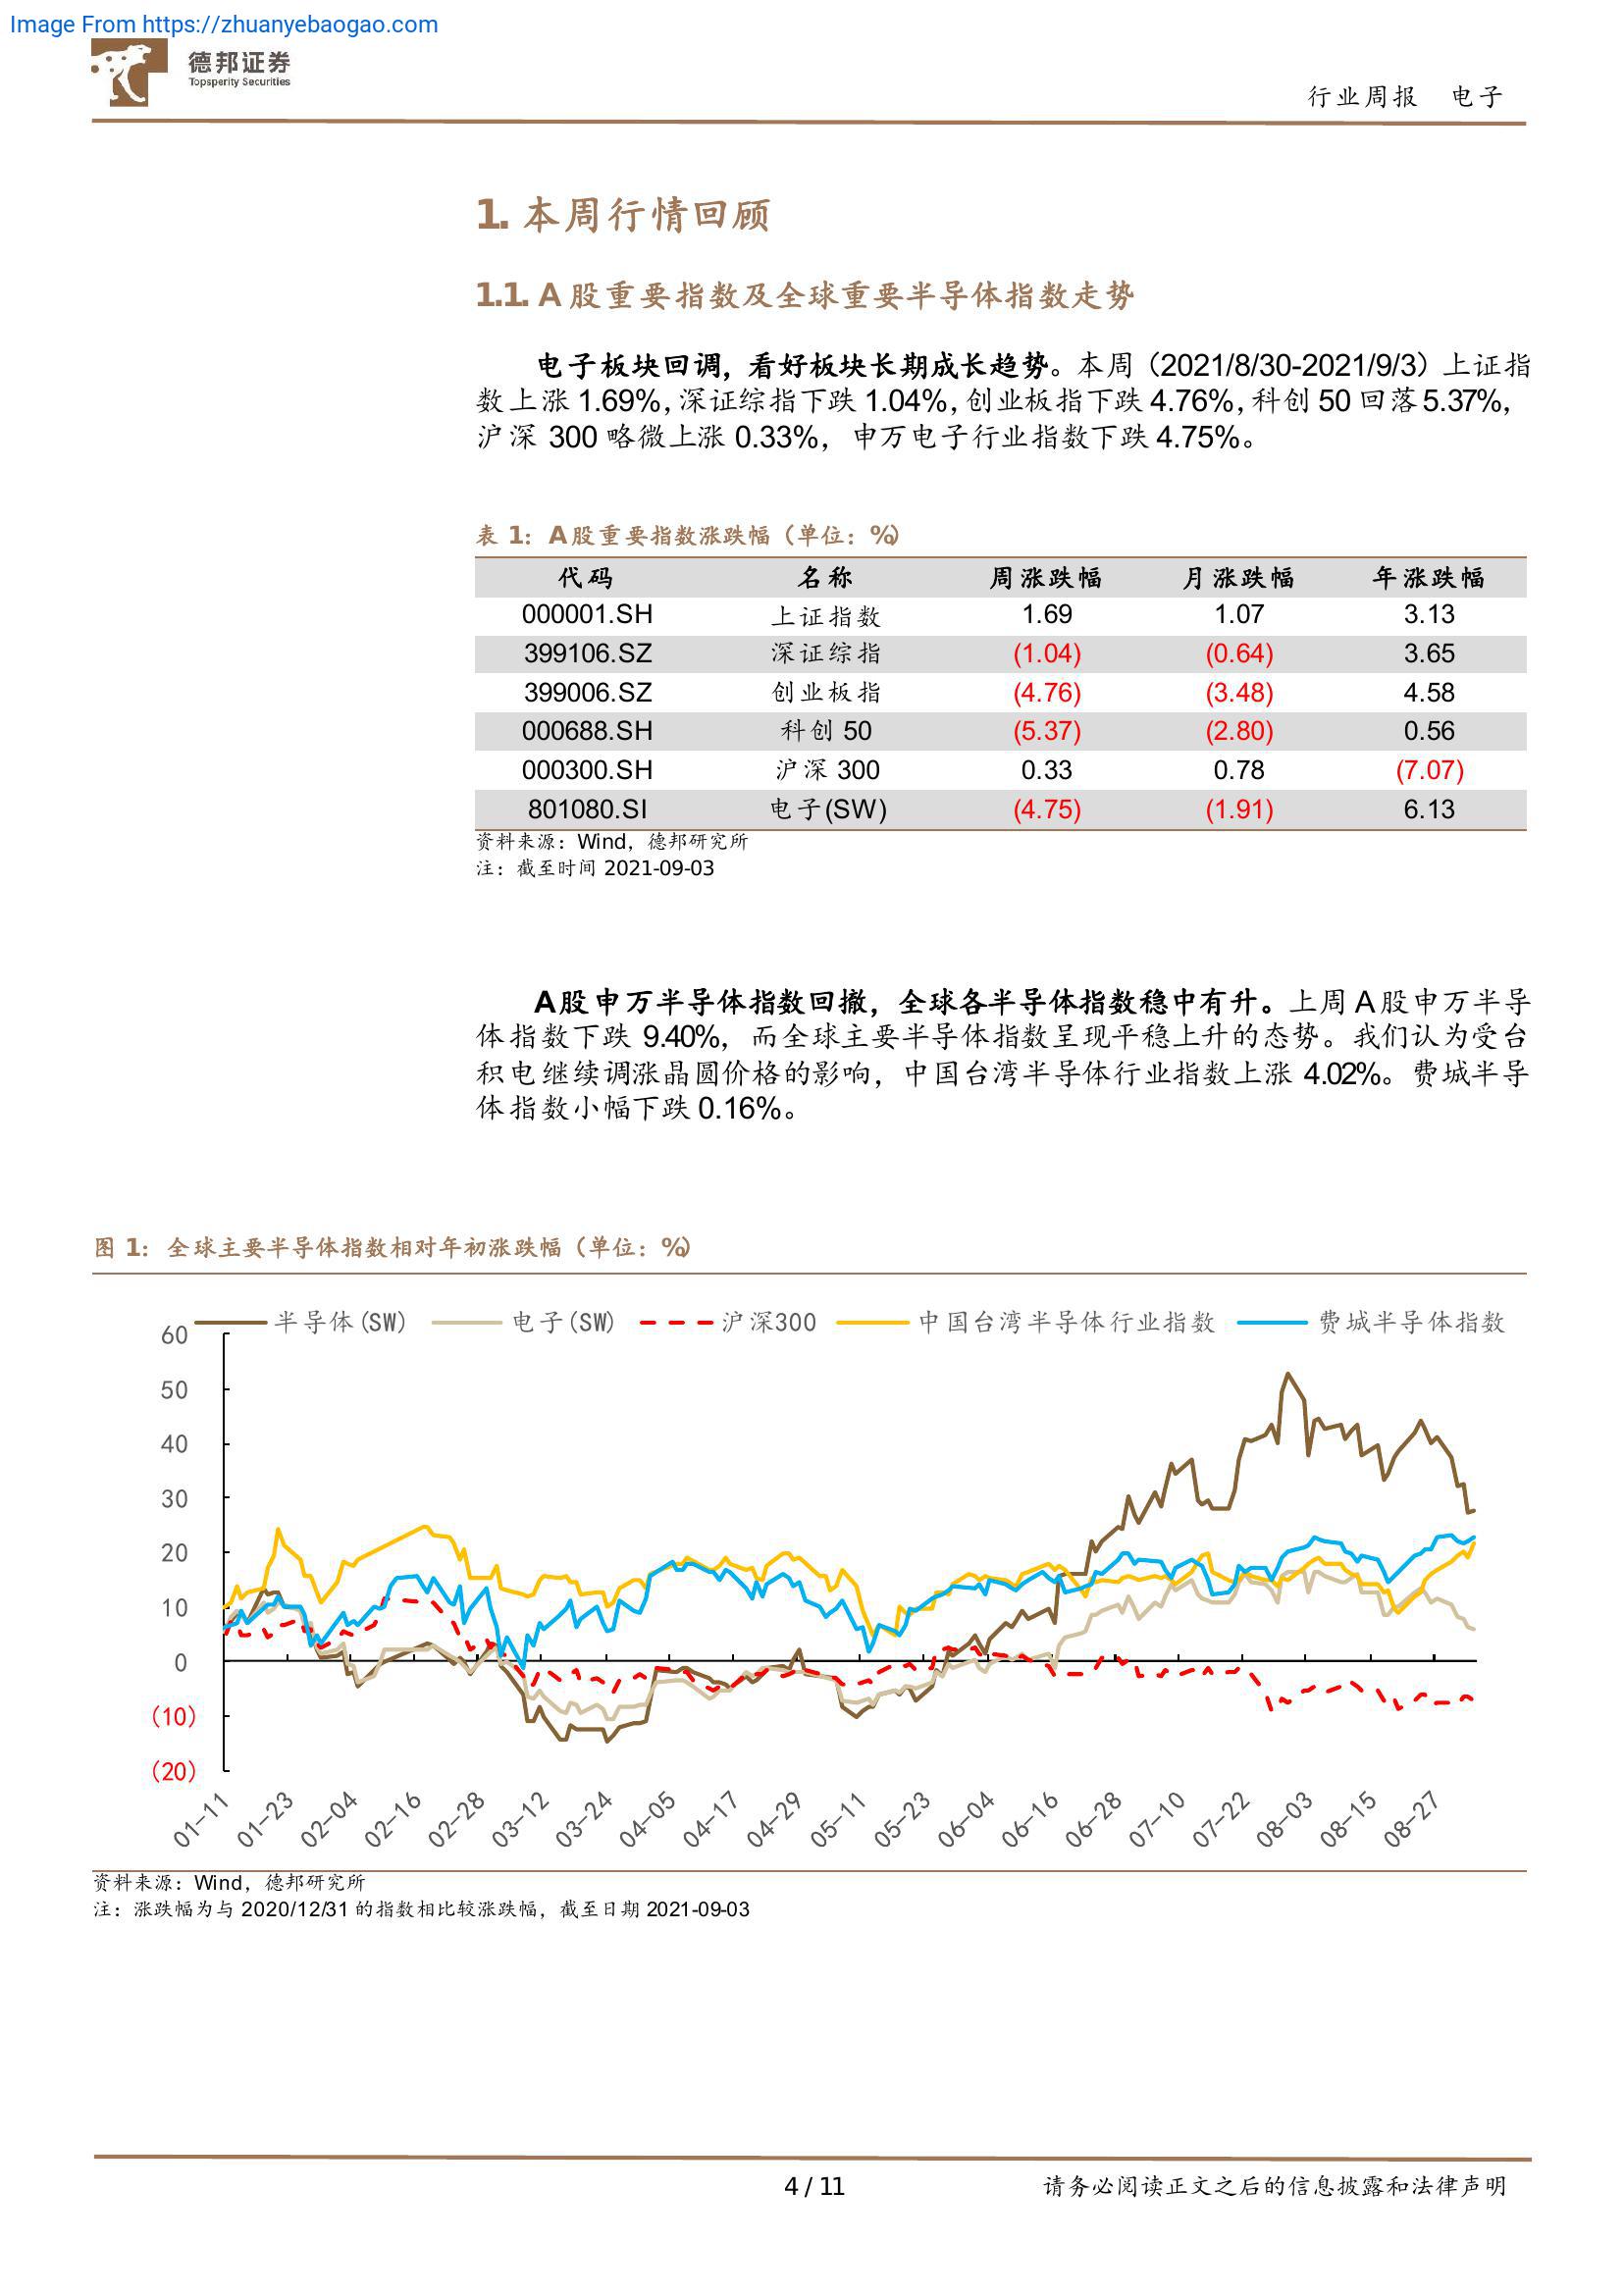 Image From https://zhuanyebaogao.com
德邦证券
Topsperity Securities
行业周报 电子
1. 本周行情回顾
1.1. A 股重要指数及全球重要半导体指数走势
电子板块回调，看好板块长期成长趋势。本周（2021/8/30-2021/9/3）上证指
数上涨 1.69%，深证综指下跌 1.04%，创业板指下跌 4.76%，科创 50 回落 5.37%，
沪深 300 略微上涨 0.33%，申万电子行业指数下跌 4.75%。
表 1：A 股重要指数涨跌幅（单位：%）
代码 名称 周涨跌幅 月涨跌幅 年涨跌幅
000001.SH 上证指数 1.69 1.07 3.13
399106.SZ 深证综指 (1.04) (0.64) 3.65
399006.SZ 创业板指 (4.76) (3.48) 4.58
000688.SH 科创 50 (5.37) (2.80) 0.56
000300.SH 沪深 300 0.33 0.78 (7.07)
801080.SI 电子(SW) (4.75) (1.91) 6.13
资料来源：Wind，德邦研究所
注：截至时间 2021-09-03
A 股申万半导体指数回撤，全球各半导体指数稳中有升。上周 A 股申万半导
体指数下跌 9.40%，而全球主要半导体指数呈现平稳上升的态势。我们认为受台
积电继续调涨晶圆价格的影响，中国台湾半导体行业指数上涨 4.02%。费城半导
体指数小幅下跌 0.16%。
图 1：全球主要半导体指数相对年初涨跌幅（单位：%）
半导体(SW) 电子(SW) 沪深300 中国台湾半导体行业指数 费城半导体指数
60
50
40
30
20
10
0
(10)
(20)
01-11 01-23 02-04 02-16 02-28 03-12 03-24 04-05 04-17 04-29 05-11 05-23 06-04 06-16 06-28 07-10 07-22 08-03 08-15 08-27
资料来源：Wind，德邦研究所
注：涨跌幅为与 2020/12/31 的指数相比较涨跌幅，截至日期 2021-09-03
4 / 11
请务必阅读正文之后的信息披露和法律声明